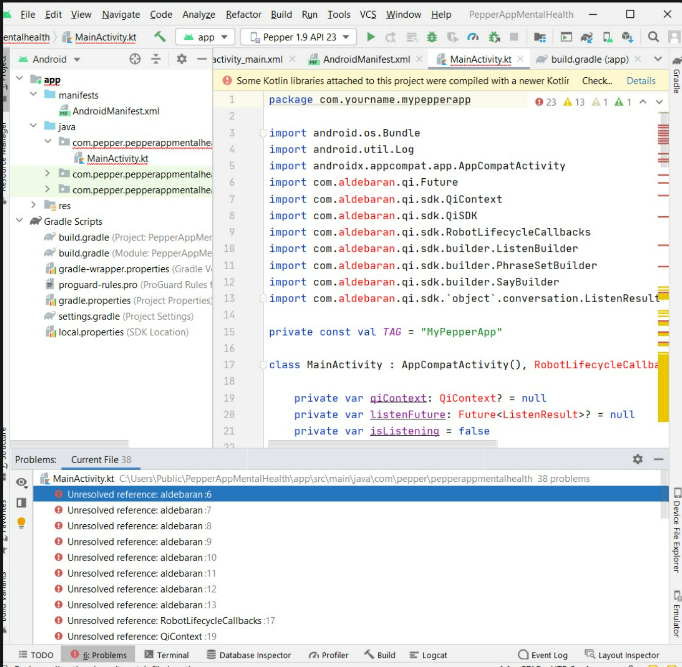 File Edit View Navigate Code Analyze Refactor Build Run Tools VCS Window Help PepperAppMentalHealth
entalhealth MainActivity.kt app Pepper 1.9 API 23
Android
activity_main.xml AndroidManifest.xml MainActivity.kt build.gradle (:app)
Some Kotlin libraries attached to this project were compiled with a newer Kotlin Check.. Details
23 13 1 1
app
manifests
AndroidManifest.xml
java
com.pepper.pepperappmentalhea
MainActivity.kt
com.pepper.pepperappmentalhea
com.pepper.pepperappmentalhea
res
Gradle Scripts
build.gradle (Project: PepperAppMer
build.gradle (Module: PepperAppMe
gradle-wrapper.properties (Gradle V
proguard-rules.pro (ProGuard Rules f
gradle.properties (Project Properties)
settings.gradle (Project Settings)
local.properties (SDK Location)
1 package com.yourname.mypepperapp
2
3 import android.os.Bundle
4 import android.util.Log
5 import androidx.appcompat.app.AppCompatActivity
6 import com.aldebaran.qi.Future
7 import com.aldebaran.qi.sdk.QiContext
8 import com.aldebaran.qi.sdk.QiSDK
9 import com.aldebaran.qi.sdk.RobotLifecycleCallbacks
10 import com.aldebaran.qi.sdk.builder.ListenBuilder
11 import com.aldebaran.qi.sdk.builder.PhraseSetBuilder
12 import com.aldebaran.qi.sdk.builder.SayBuilder
13 import com.aldebaran.qi.sdk.`object`.conversation.ListenResult
14
15 private const val TAG = "MyPepperApp"
16
17 class MainActivity : AppCompatActivity(), RobotLifecycleCallba
18
19 private var qiContext: QiContext? = null
20 private var listenFuture: Future<ListenResult>? = null
21 private var isListening = false
22
Gradle
Resource Manager
Problems: Current File 38
MainActivity.kt C:\Users\Public\PepperAppMentalHealth\app\src\main\java\com\pepper\pepperappmentalhealth 38 problems
Unresolved reference: aldebaran :6
Unresolved reference: aldebaran :7
Unresolved reference: aldebaran :8
Unresolved reference: aldebaran :9
Unresolved reference: aldebaran :10
Unresolved reference: aldebaran :11
Unresolved reference: aldebaran :12
Unresolved reference: aldebaran :13
Unresolved reference: RobotLifecycleCallbacks :17
Unresolved reference: QiContext :19
Device File Explorer
Emulator
TODO 6: Problems Terminal Database Inspector Profiler Build Logcat Event Log Layout Inspector